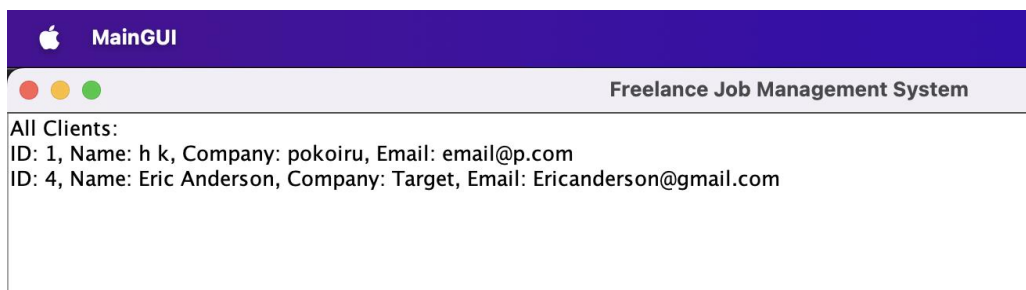 MainGUI
Freelance Job Management System
All Clients:
ID: 1, Name: h k, Company: pokoiru, Email: email@p.com
ID: 4, Name: Eric Anderson, Company: Target, Email: Ericanderson@gmail.com